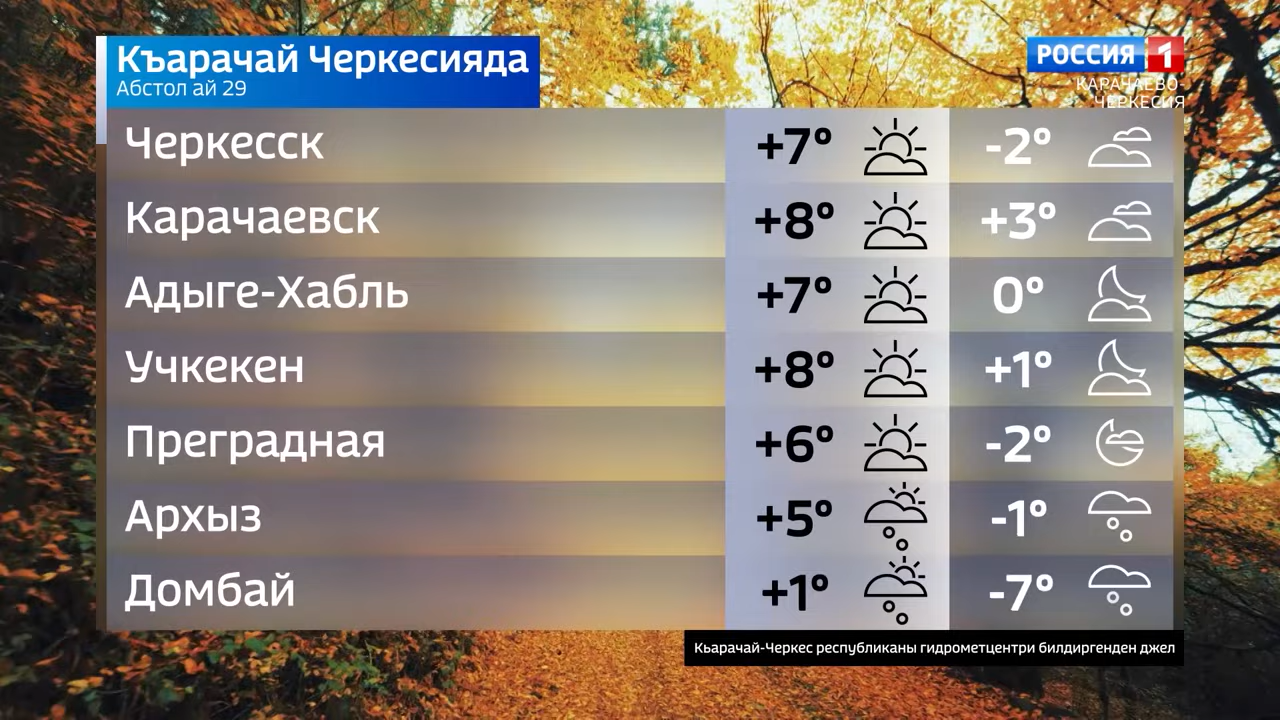 Къарачай Черкесияда
Абстол ай 29
РОССИЯ 1
КАРАЧАЕВО-
ЧЕРКЕСИЯ
Черкесск +7° -2°
Карачаевск +8° +3°
Адыге-Хабль +7° 0°
Учкекен +8° +1°
Преградная +6° -2°
Архыз +5° -1°
Домбай +1° -7°
Кьарачай-Черкес республиканы гидрометцентри билдиргенден джел